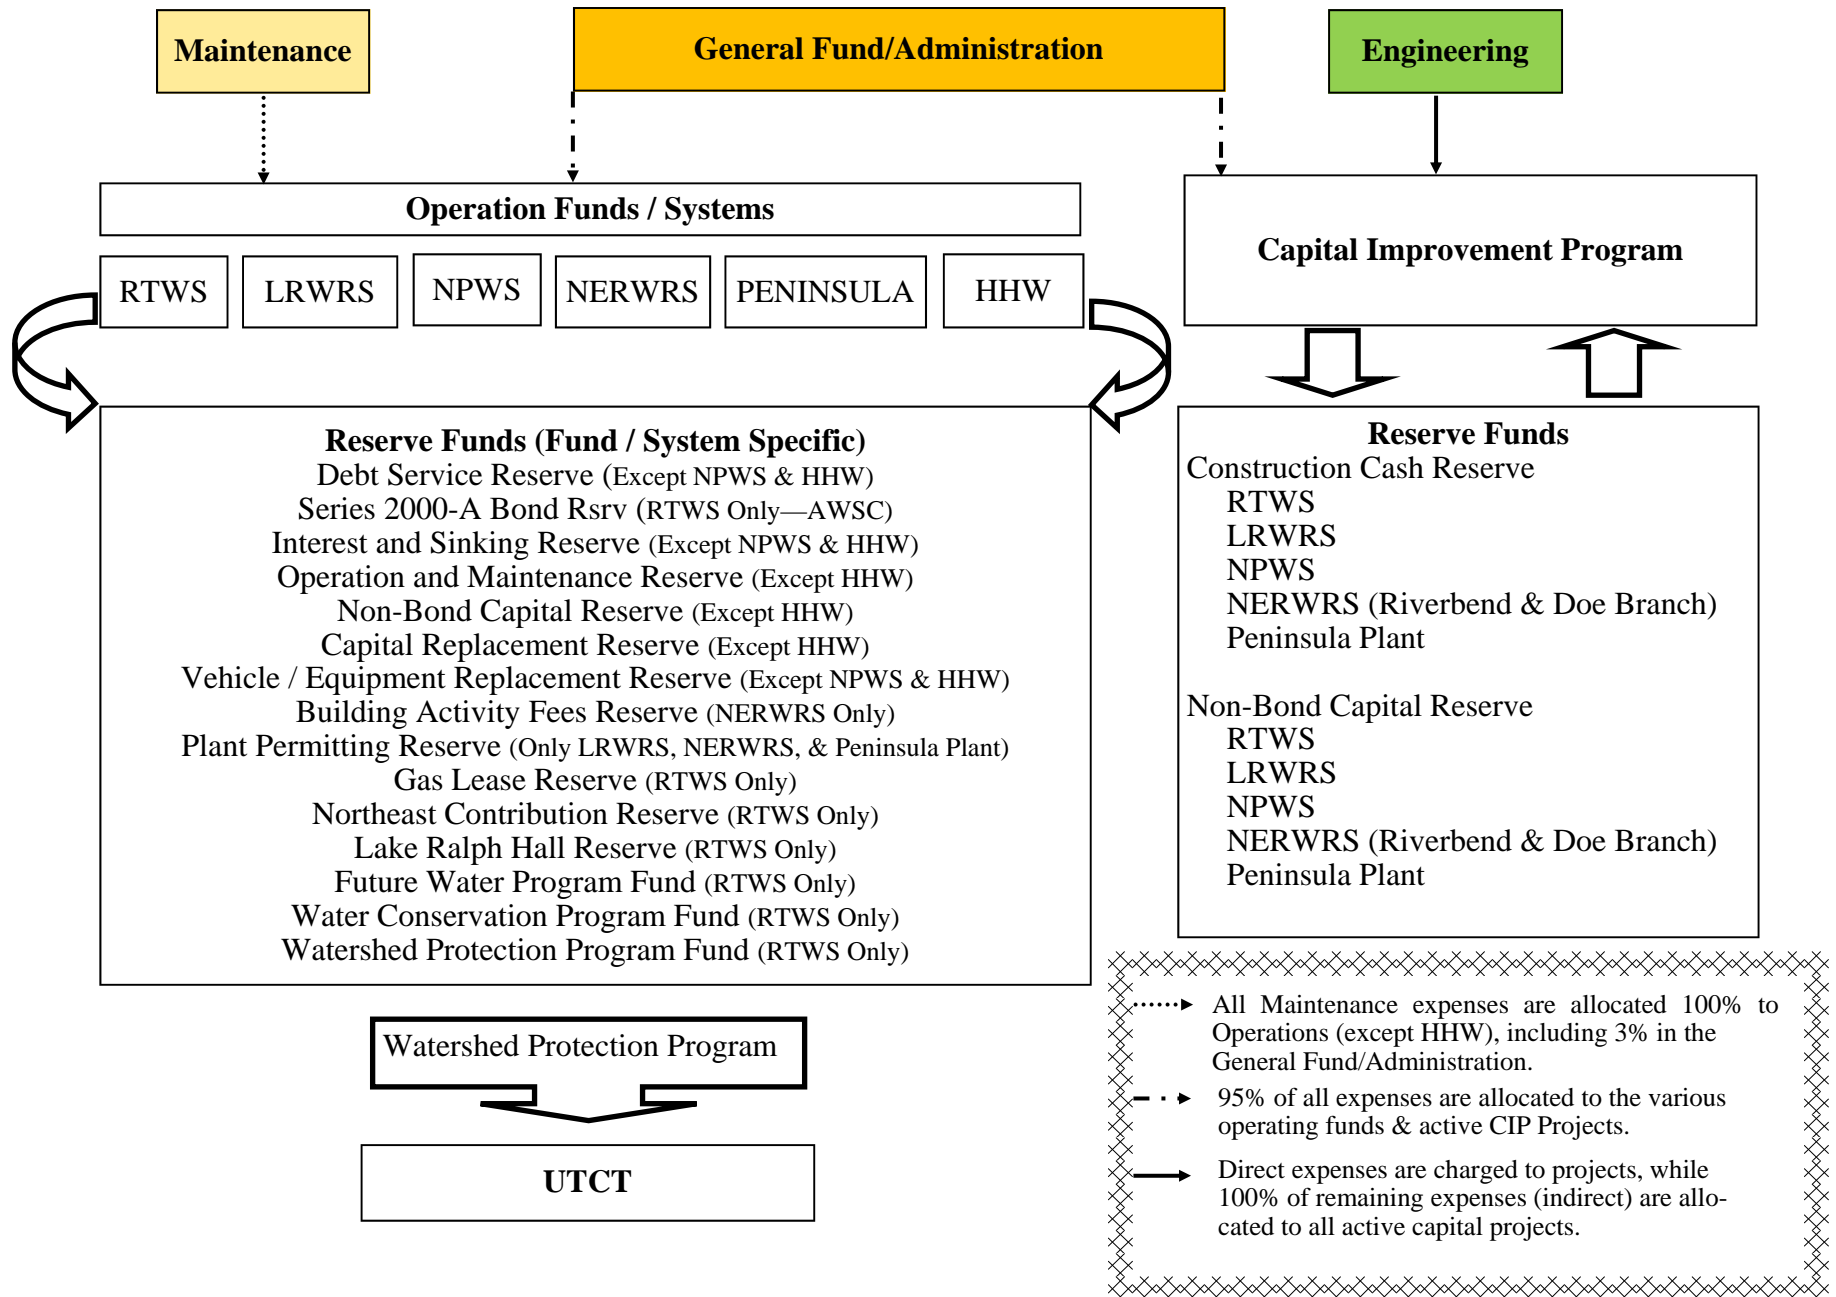 Maintenance
General Fund/Administration
Engineering
Operation Funds / Systems
Capital Improvement Program
RTWS
LRWRS
NPWS
NERWRS
PENINSULA
HHW
Reserve Funds (Fund / System Specific)
Debt Service Reserve (Except NPWS & HHW)
Series 2000-A Bond Rsrv (RTWS Only—AWSC)
Interest and Sinking Reserve (Except NPWS & HHW)
Operation and Maintenance Reserve (Except HHW)
Non-Bond Capital Reserve (Except HHW)
Capital Replacement Reserve (Except HHW)
Vehicle / Equipment Replacement Reserve (Except NPWS & HHW)
Building Activity Fees Reserve (NERWRS Only)
Plant Permitting Reserve (Only LRWRS, NERWRS, & Peninsula Plant)
Gas Lease Reserve (RTWS Only)
Northeast Contribution Reserve (RTWS Only)
Lake Ralph Hall Reserve (RTWS Only)
Future Water Program Fund (RTWS Only)
Water Conservation Program Fund (RTWS Only)
Watershed Protection Program Fund (RTWS Only)
Reserve Funds
Construction Cash Reserve
RTWS
LRWRS
NPWS
NERWRS (Riverbend & Doe Branch)
Peninsula Plant
Non-Bond Capital Reserve
RTWS
LRWRS
NPWS
NERWRS (Riverbend & Doe Branch)
Peninsula Plant
Watershed Protection Program
UTCT
All Maintenance expenses are allocated 100% to
Operations (except HHW), including 3% in the
General Fund/Administration.
95% of all expenses are allocated to the various
operating funds & active CIP Projects.
Direct expenses are charged to projects, while
100% of remaining expenses (indirect) are allo-
cated to all active capital projects.